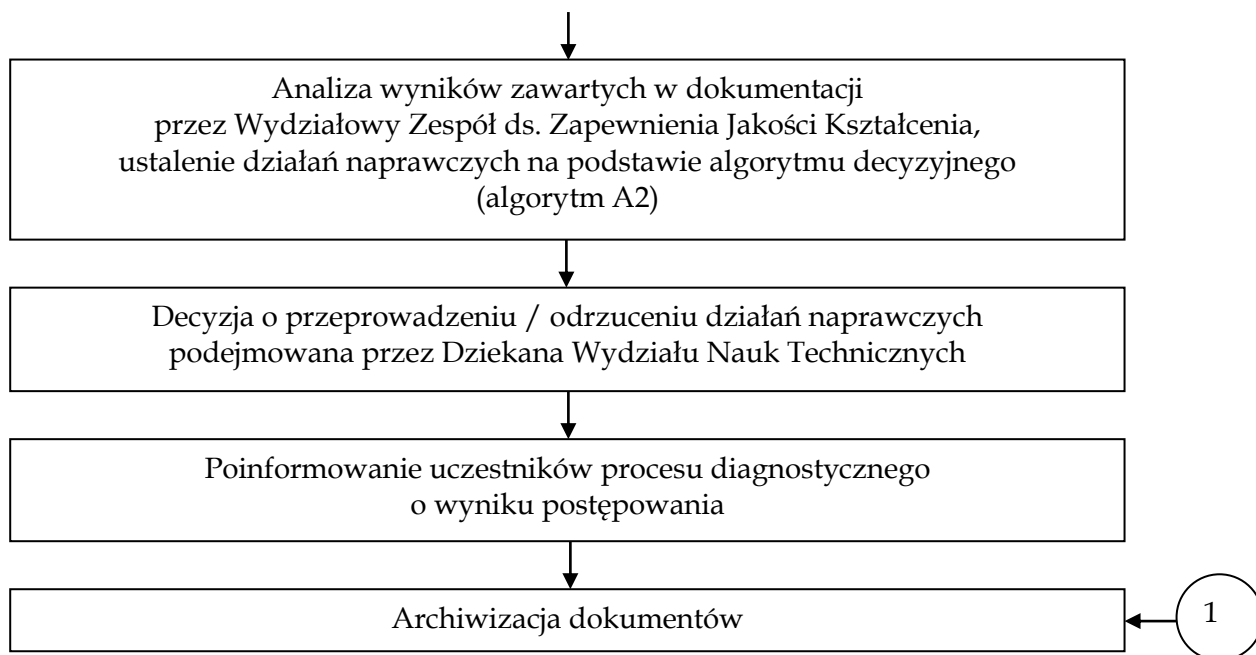 Analiza wyników zawartych w dokumentacji
przez Wydziałowy Zespół ds. Zapewnienia Jakości Kształcenia,
ustalenie działań naprawczych na podstawie algorytmu decyzyjnego
(algorytm A2)
Decyzja o przeprowadzeniu / odrzuceniu działań naprawczych
podejmowana przez Dziekana Wydziału Nauk Technicznych
Poinformowanie uczestników procesu diagnostycznego
o wyniku postępowania
Archiwizacja dokumentów
1